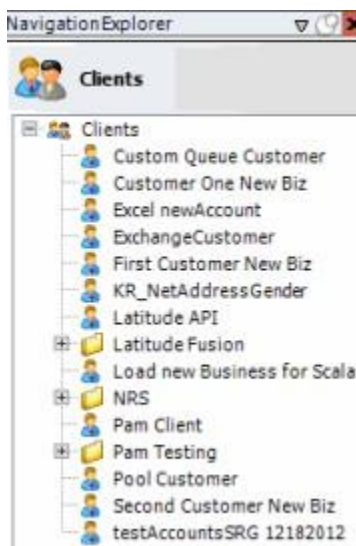 NavigationExplorer
Clients
Clients
Custom Queue Customer
Customer One New Biz
Excel newAccount
ExchangeCustomer
First Customer New Biz
KR_NetAddressGender
Latitude API
Latitude Fusion
Load new Business for Scala
NRS
Pam Client
Pam Testing
Pool Customer
Second Customer New Biz
testAccountsSRG 12182012